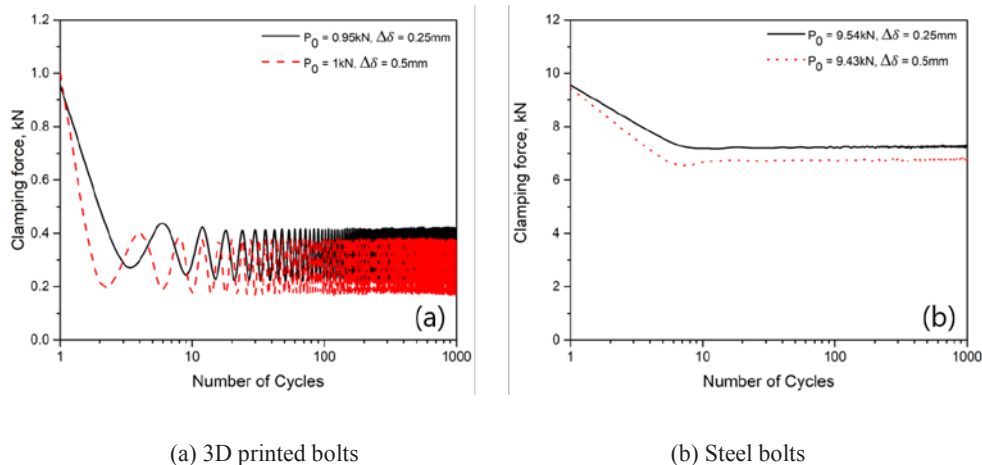 1.2
1.0
0.8
0.6
0.4
0.2
0.0
Clamping force, kN
P0 = 0.95kN, Δδ = 0.25mm
P0 = 1kN, Δδ = 0.5mm
(a)
1 10 100 1000
Number of Cycles
12
10
8
6
4
2
0
Clamping force, kN
P0 = 9.54kN, Δδ = 0.25mm
P0 = 9.43kN, Δδ = 0.5mm
(b)
1 10 100 1000
Number of Cycles
(a) 3D printed bolts
(b) Steel bolts